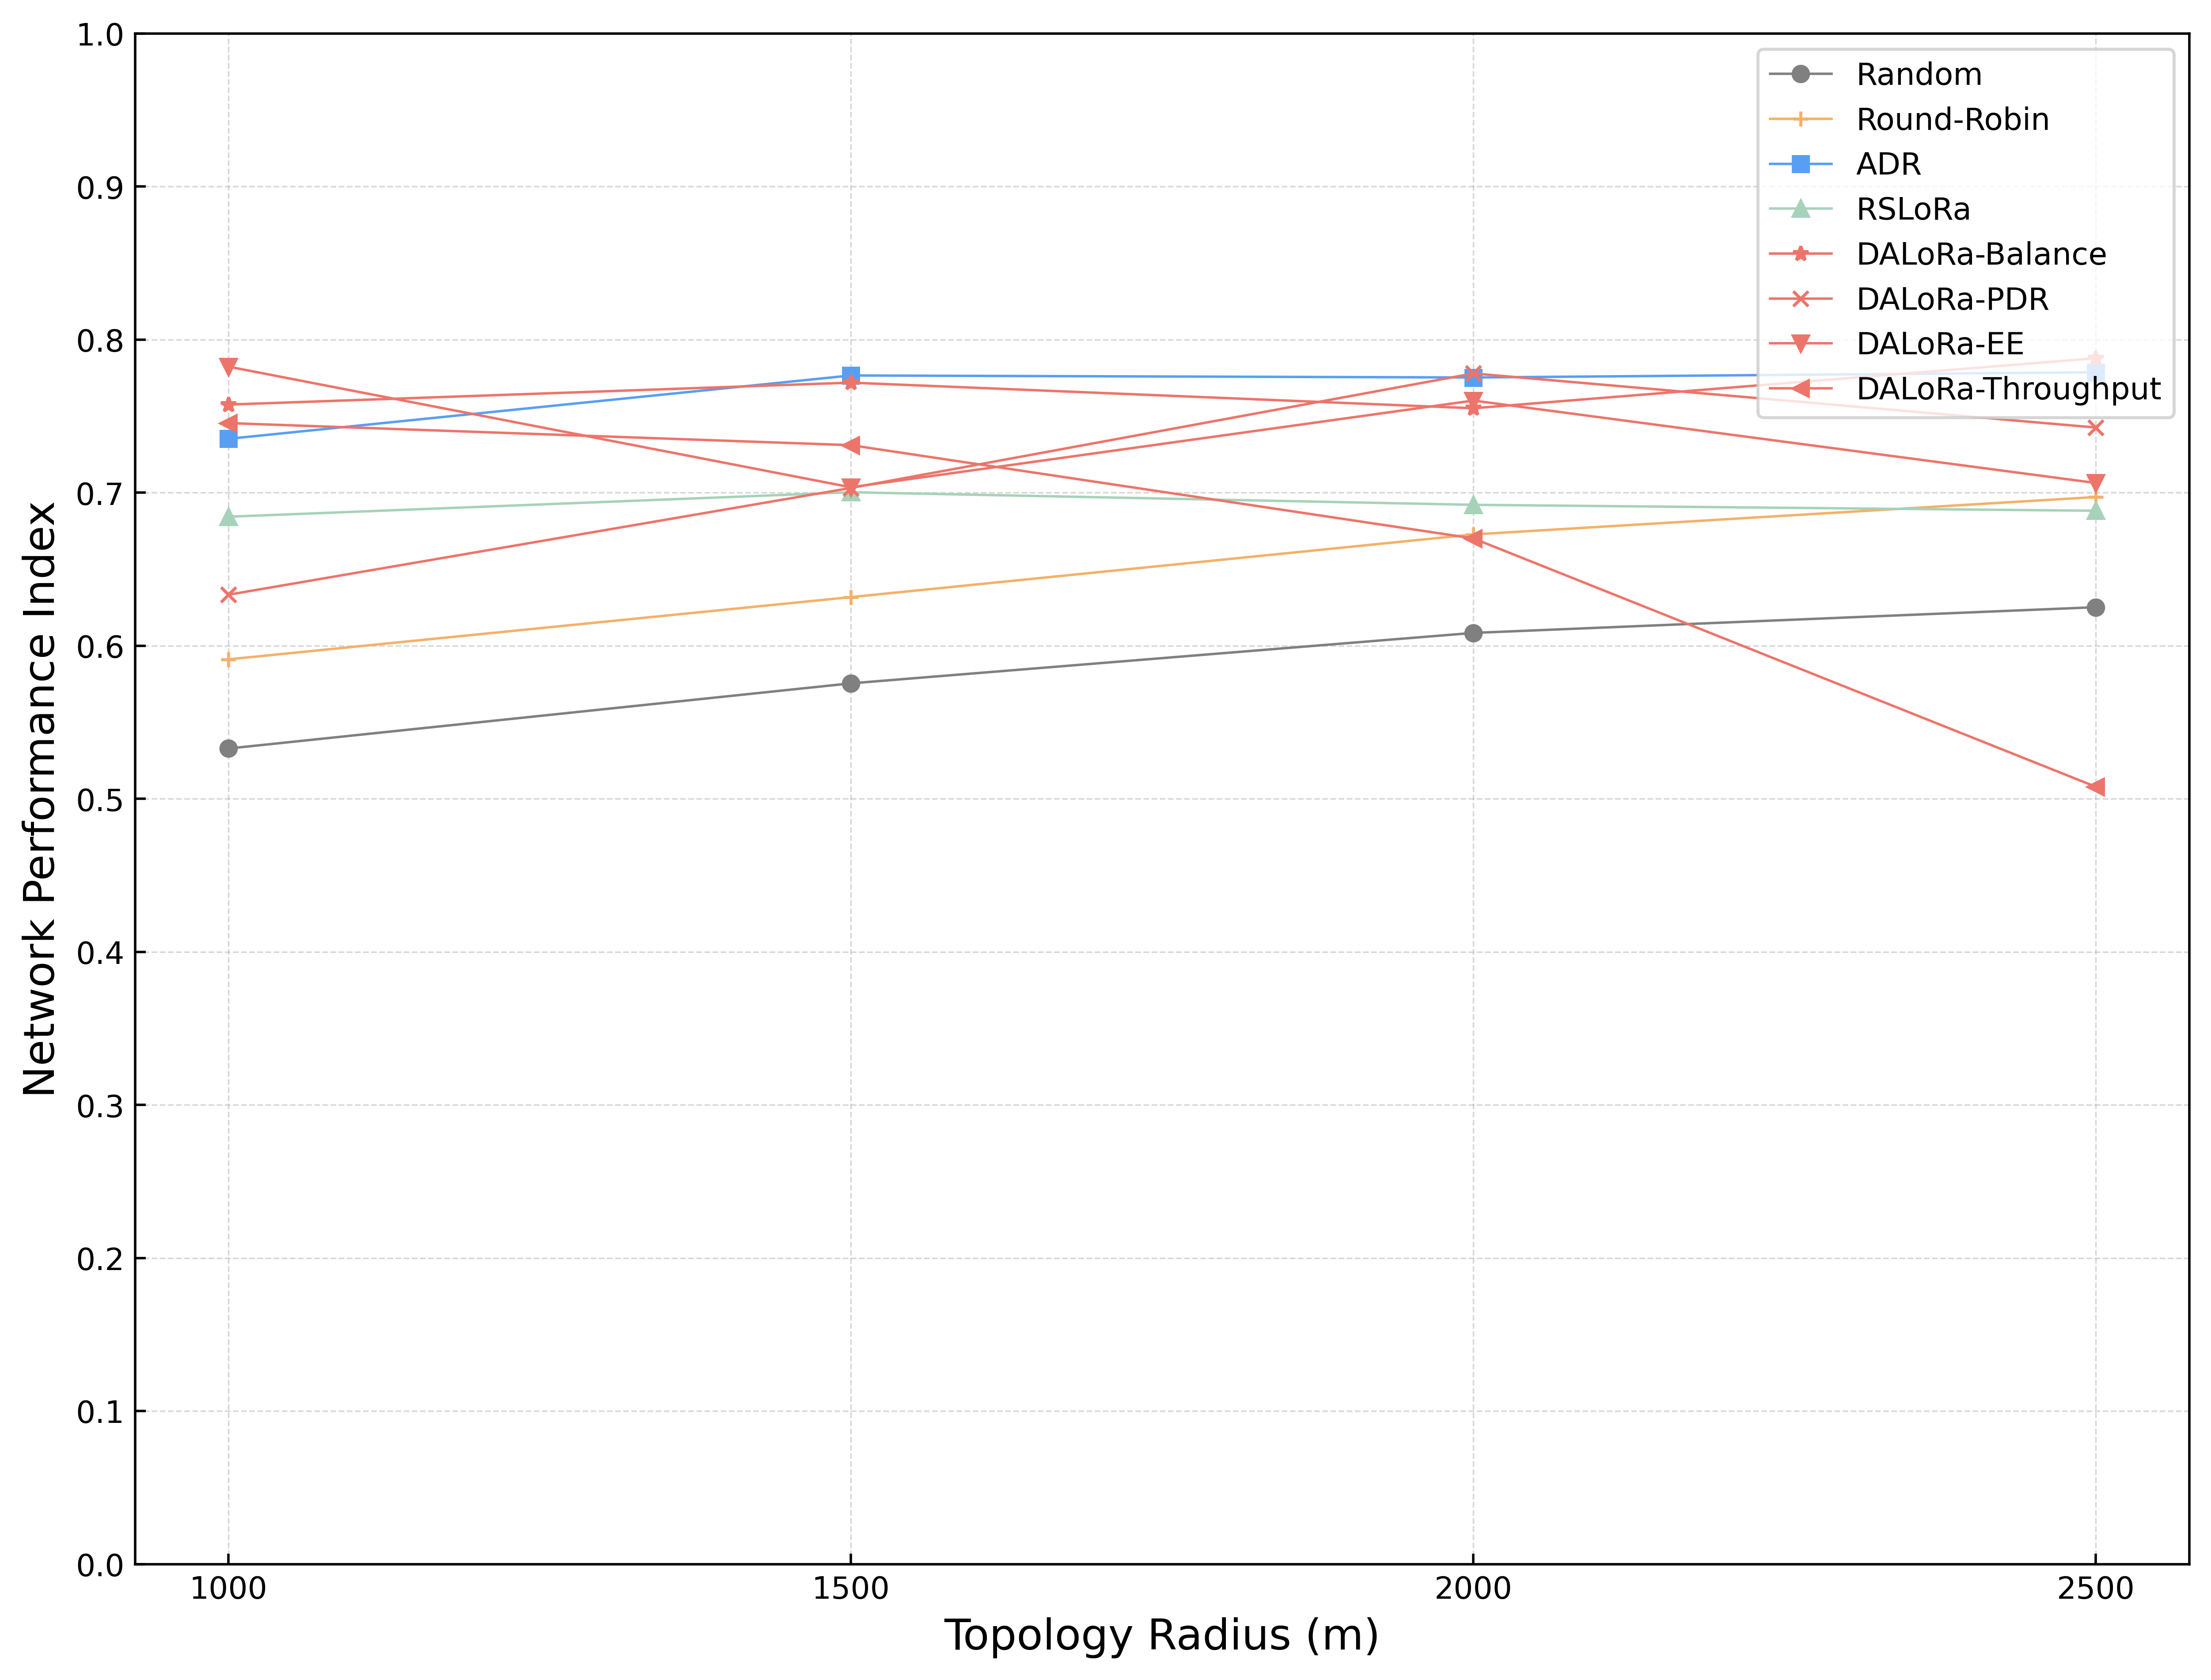 1.0
0.9
0.8
0.7
0.6
0.5
0.4
0.3
0.2
0.1
0.0
Network Performance Index
Random
Round-Robin
ADR
RSLoRa
DALoRa-Balance
DALoRa-PDR
DALoRa-EE
DALoRa-Throughput
1000 1500 2000 2500
Topology Radius (m)